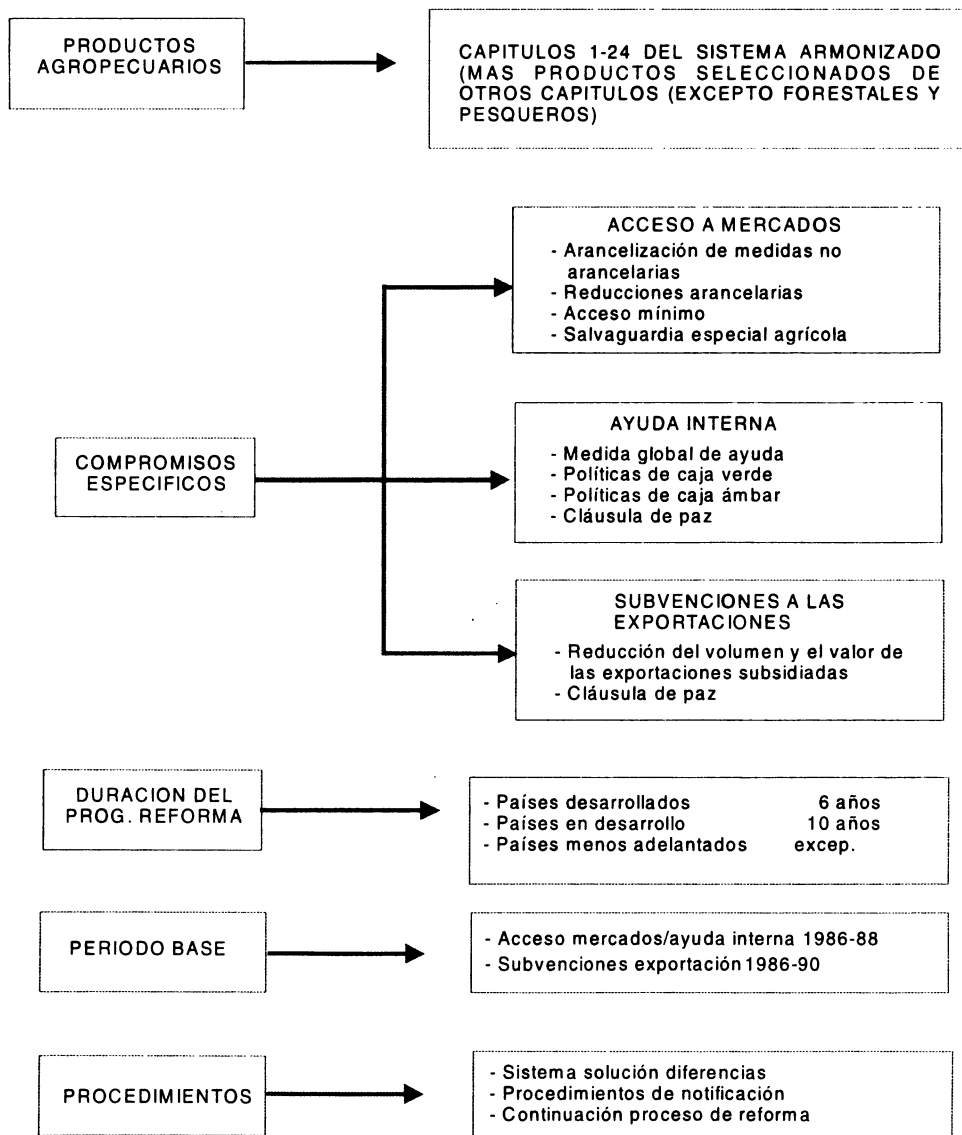 PRODUCTOS
AGROPECUARIOS
CAPITULOS 1-24 DEL SISTEMA ARMONIZADO
(MAS PRODUCTOS SELECCIONADOS DE
OTROS CAPITULOS (EXCEPTO FORESTALES Y
PESQUEROS)
COMPROMISOS
ESPECIFICOS
ACCESO A MERCADOS
- Arancelización de medidas no
arancelarias
- Reducciones arancelarias
- Acceso mínimo
- Salvaguardia especial agrícola
AYUDA INTERNA
- Medida global de ayuda
- Políticas de caja verde
- Políticas de caja ámbar
- Cláusula de paz
SUBVENCIONES A LAS
EXPORTACIONES
- Reducción del volumen y el valor de
las exportaciones subsidiadas
- Cláusula de paz
DURACION DEL
PROG. REFORMA
- Países desarrollados 6 años
- Países en desarrollo 10 años
- Países menos adelantados excep.
PERIODO BASE
- Acceso mercados/ayuda interna 1986-88
- Subvenciones exportación 1986-90
PROCEDIMIENTOS
- Sistema solución diferencias
- Procedimientos de notificación
- Continuación proceso de reforma